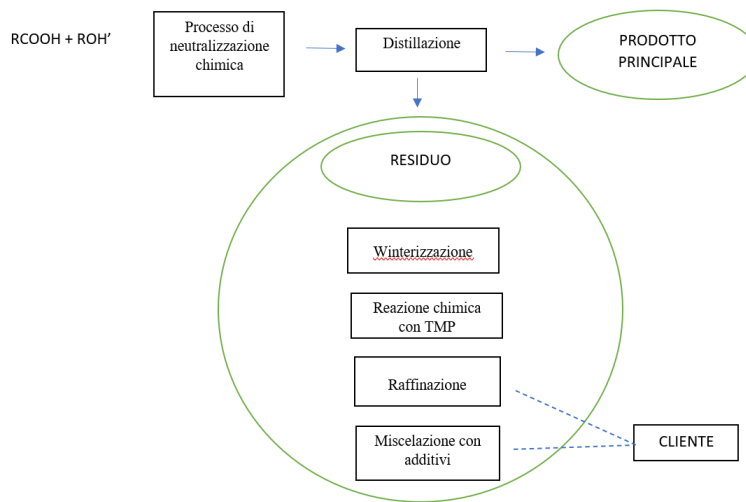 RCOOH + ROH’
Processo di
neutralizzazione
chimica
Distillazione
PRODOTTO
PRINCIPALE
RESIDUO
Winterizzazione
Reazione chimica
con TMP
Raffinazione
Miscelazione con
additivi
CLIENTE